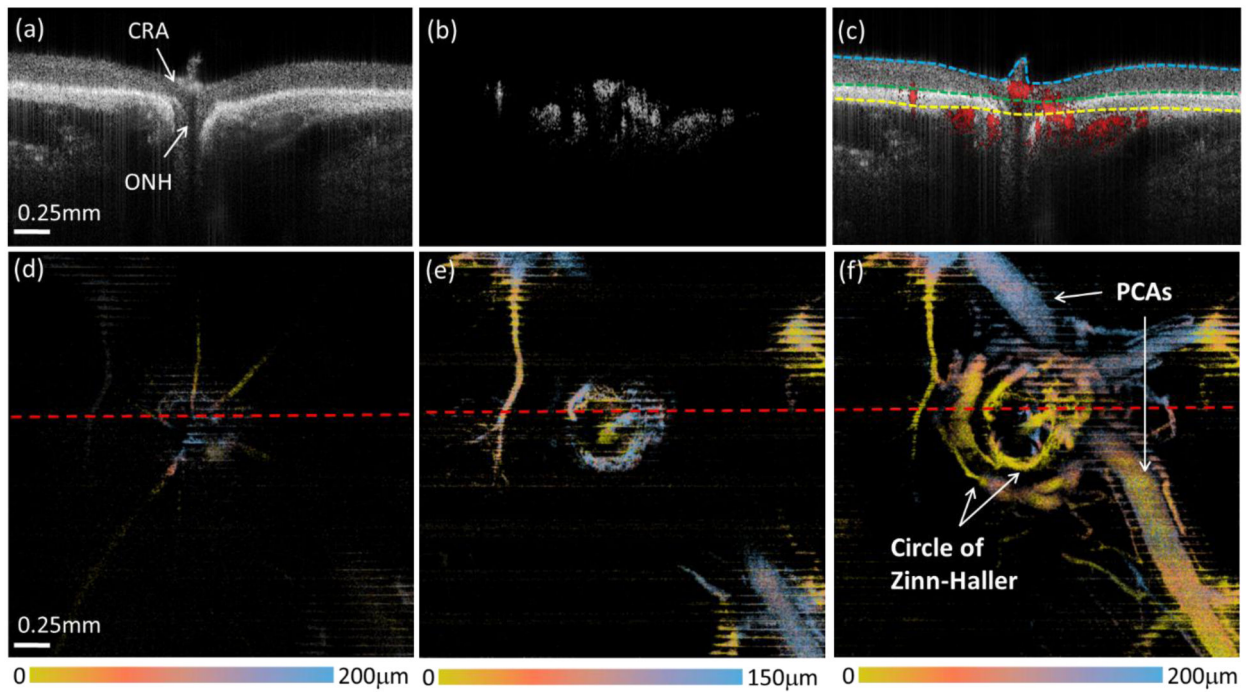 (a)
CRA
ONH
0.25mm
(b)
(c)
(d)
0.25mm
(e)
(f)
PCAs
Circle of
Zinn-Haller
0
200μm
0
150μm
0
200μm